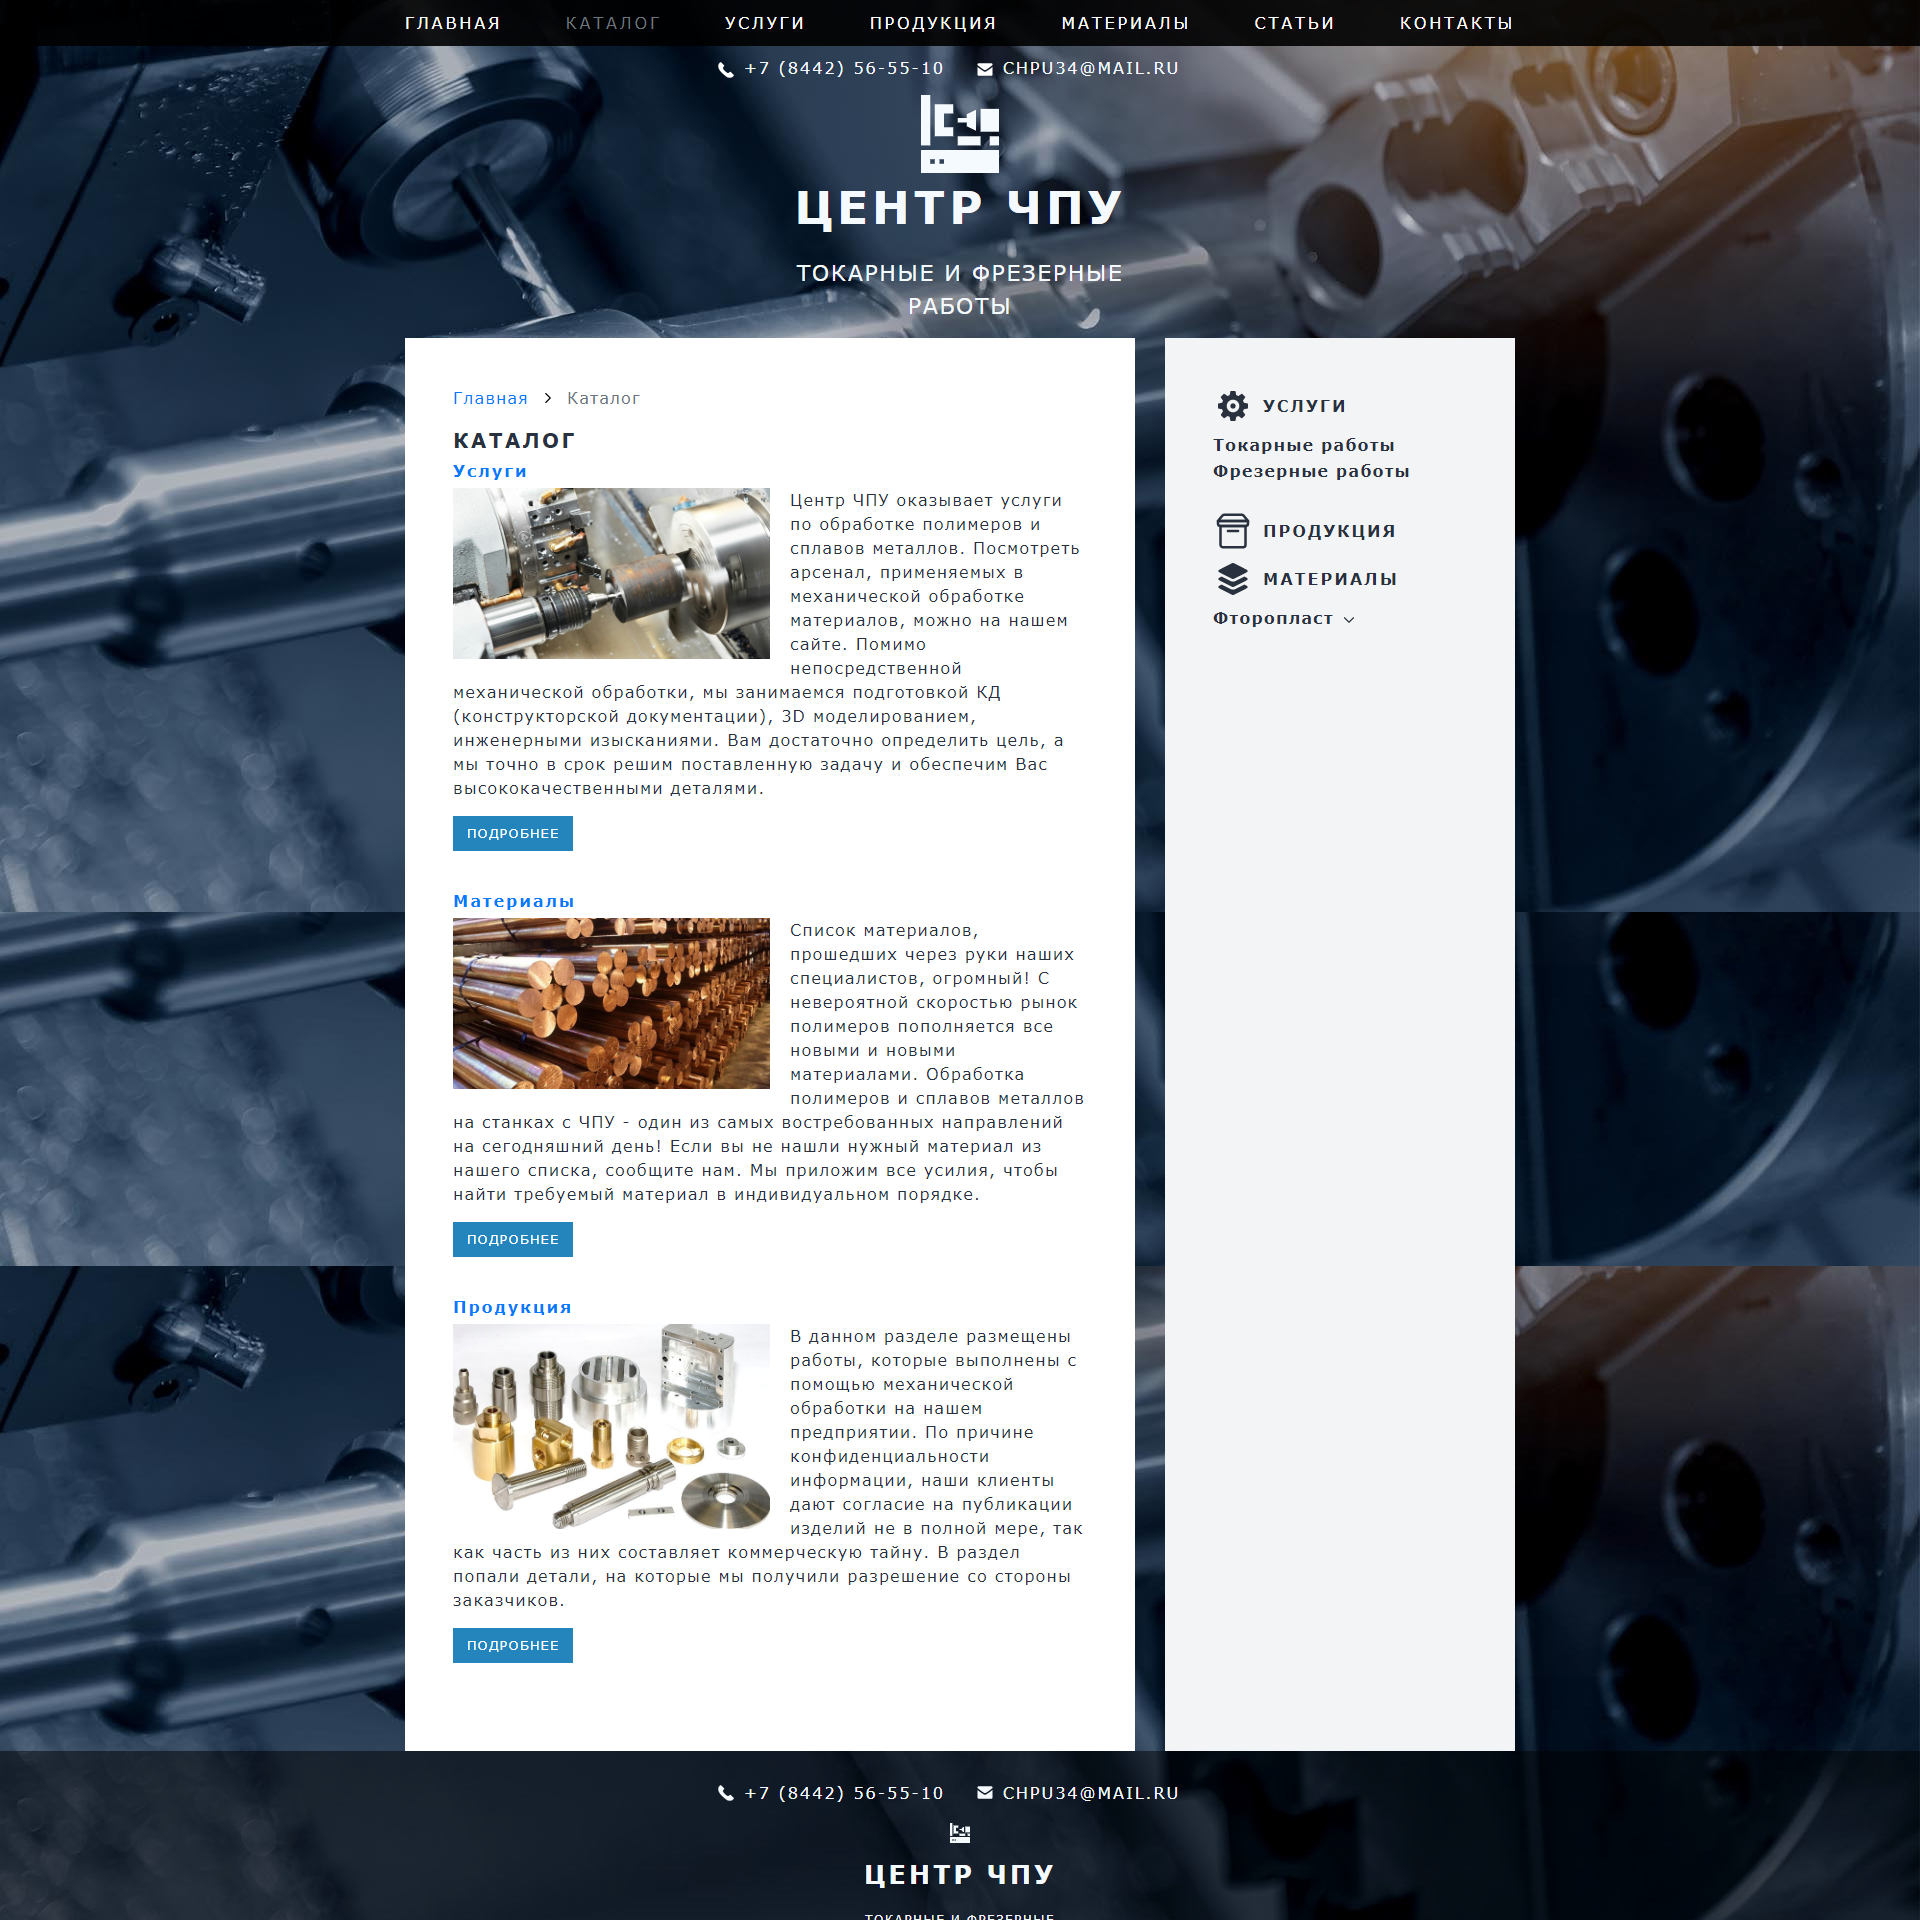 ГЛАВНАЯ КАТАЛОГ УСЛУГИ ПРОДУКЦИЯ МАТЕРИАЛЫ СТАТЬИ КОНТАКТЫ
+7 (8442) 56-55-10 CHPU34@MAIL.RU
ЦЕНТР ЧПУ
ТОКАРНЫЕ И ФРЕЗЕРНЫЕ
РАБОТЫ
Главная > Каталог
КАТАЛОГ
Услуги
Центр ЧПУ оказывает услуги
по обработке полимеров и
сплавов металлов. Посмотреть
арсенал, применяемых в
механической обработке
материалов, можно на нашем
сайте. Помимо
непосредственной
механической обработки, мы занимаемся подготовкой КД
(конструкторской документации), 3D моделированием,
инженерными изысканиями. Вам достаточно определить цель, а
мы точно в срок решим поставленную задачу и обеспечим Вас
высококачественными деталями.
ПОДРОБНЕЕ
Материалы
Список материалов,
прошедших через руки наших
специалистов, огромный! С
невероятной скоростью рынок
полимеров пополняется все
новыми и новыми
материалами. Обработка
полимеров и сплавов металлов
на станках с ЧПУ - один из самых востребованных направлений
на сегодняшний день! Если вы не нашли нужный материал из
нашего списка, сообщите нам. Мы приложим все усилия, чтобы
найти требуемый материал в индивидуальном порядке.
ПОДРОБНЕЕ
Продукция
В данном разделе размещены
работы, которые выполнены с
помощью механической
обработки на нашем
предприятии. По причине
конфиденциальности
информации, наши клиенты
дают согласие на публикации
изделий не в полной мере, так
как часть из них составляет коммерческую тайну. В раздел
попали детали, на которые мы получили разрешение со стороны
заказчиков.
ПОДРОБНЕЕ
УСЛУГИ
Токарные работы
Фрезерные работы
ПРОДУКЦИЯ
МАТЕРИАЛЫ
Фторопласт
+7 (8442) 56-55-10 CHPU34@MAIL.RU
ЦЕНТР ЧПУ
ТОКАРНЫЕ И ФРЕЗЕРНЫЕ